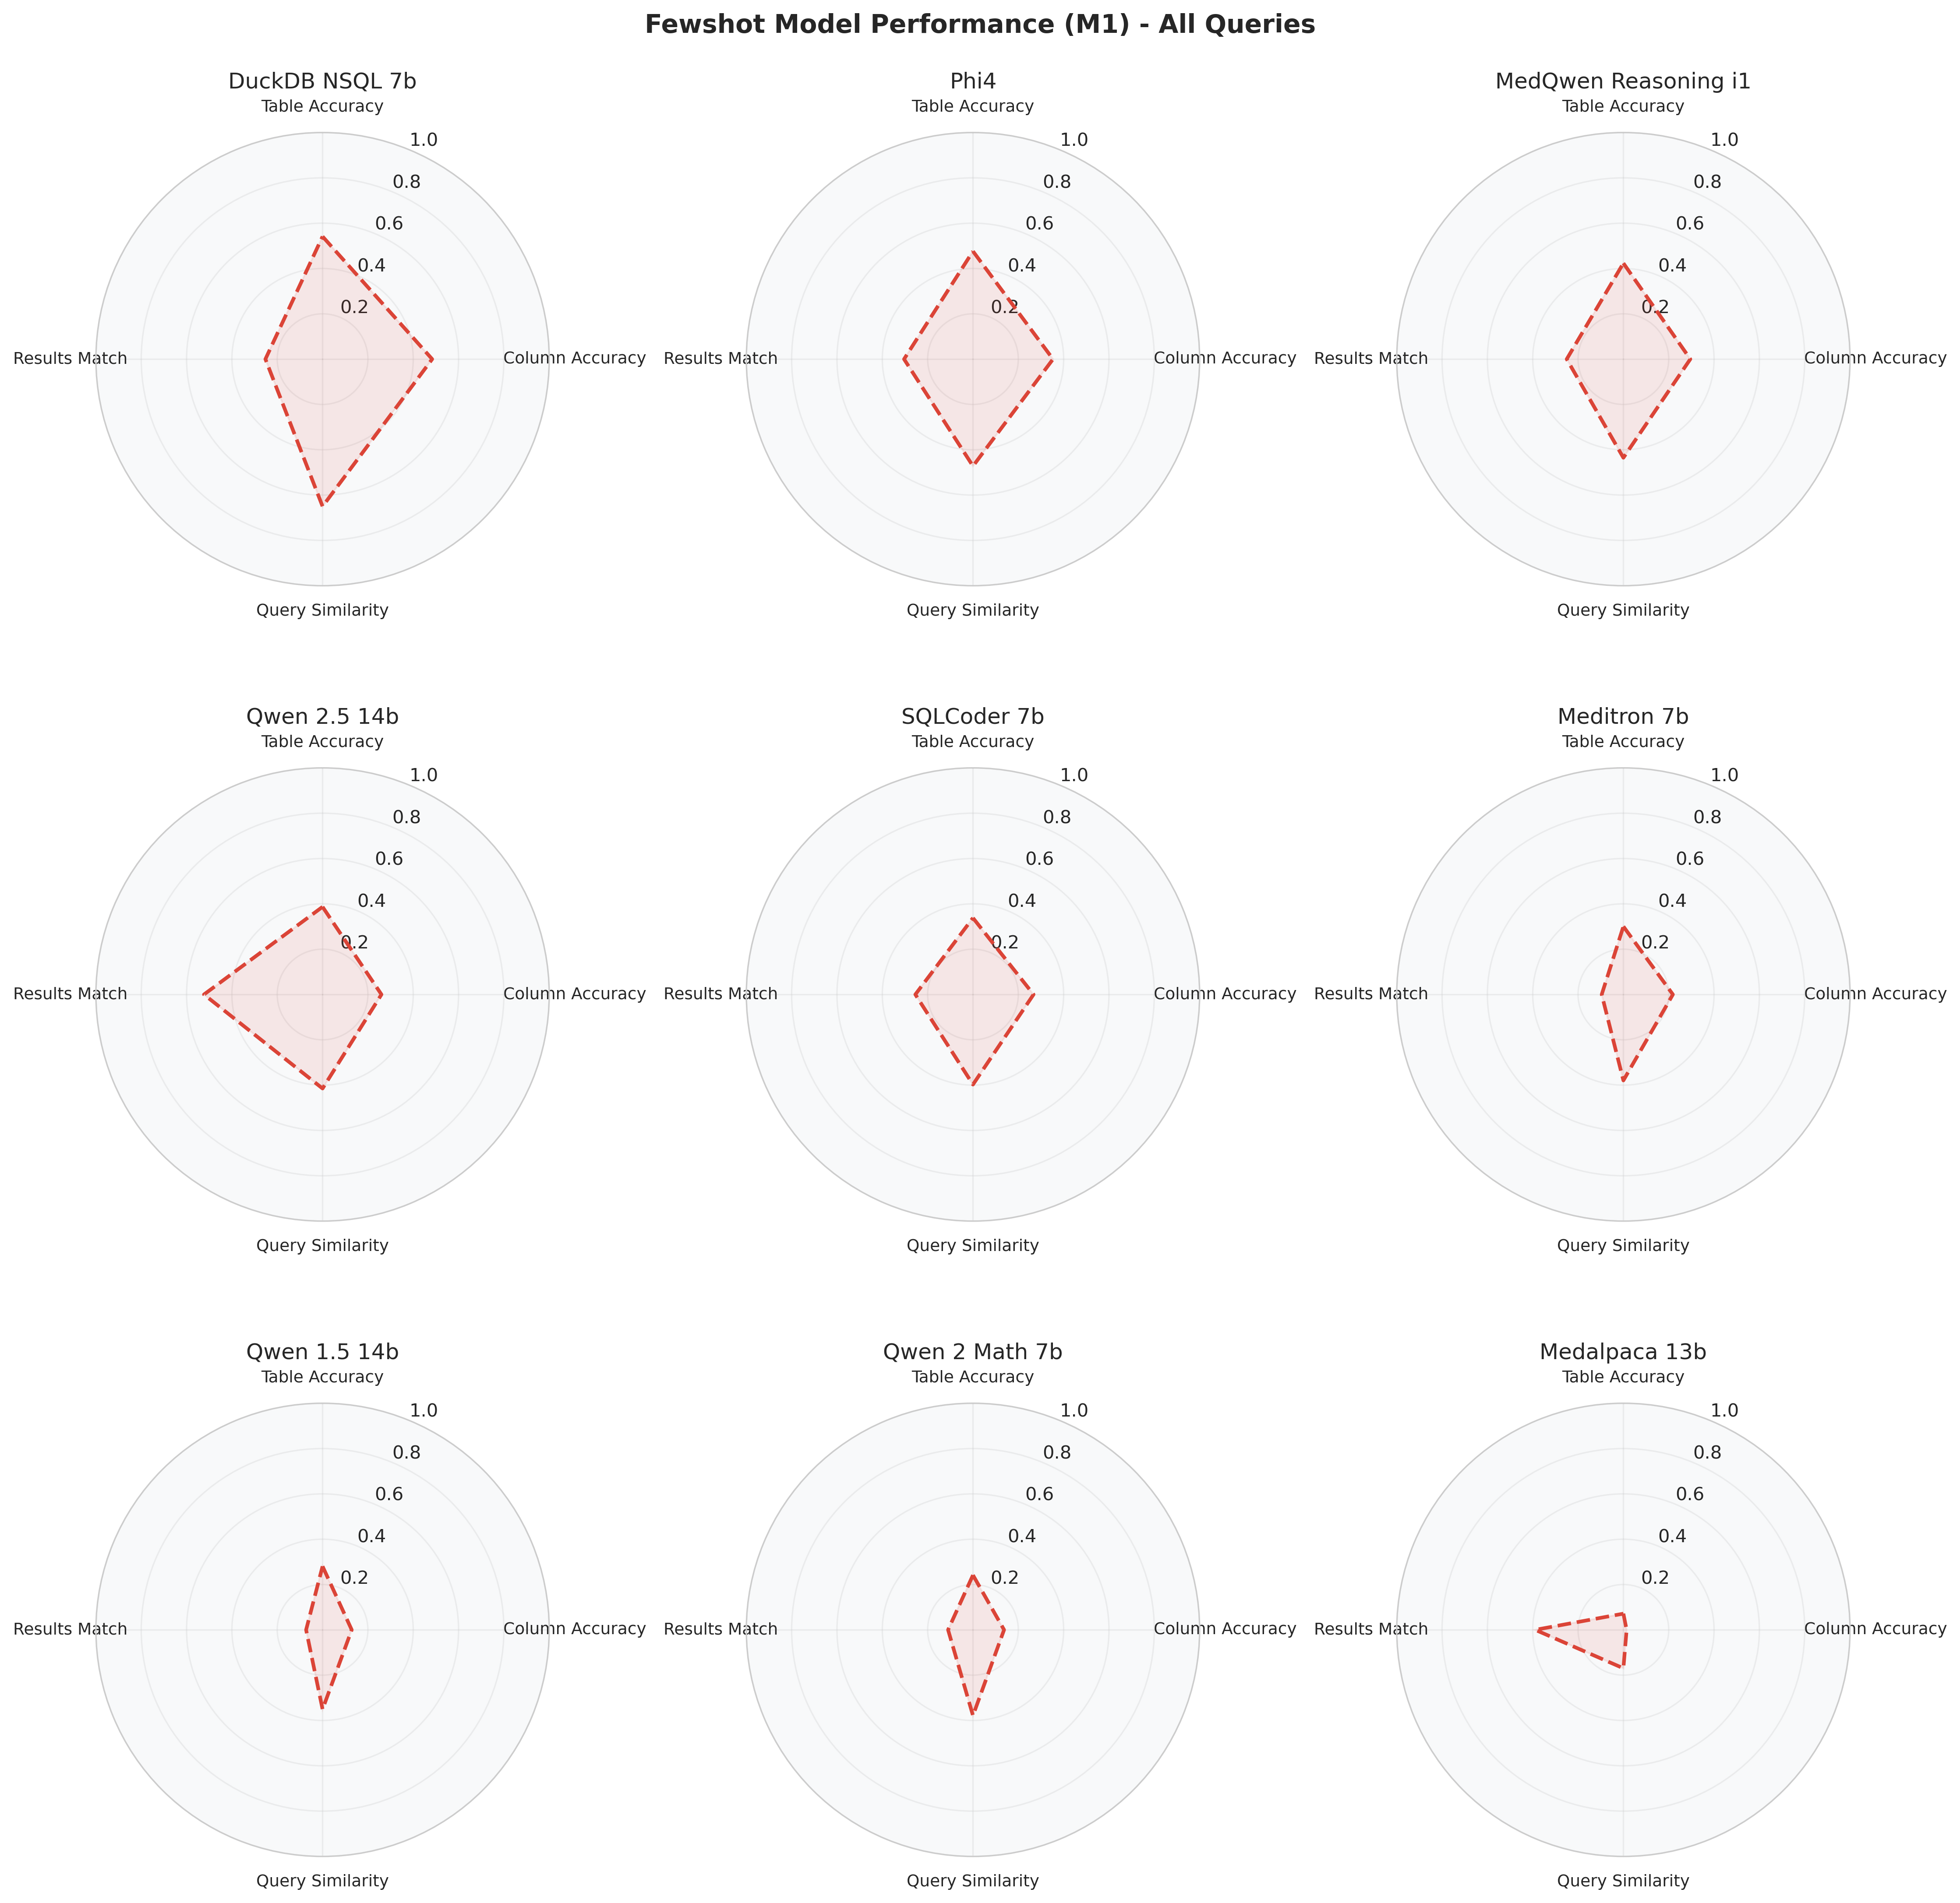 Fewshot Model Performance (M1) - All Queries
DuckDB NSQL 7b
Table Accuracy
1.0
0.8
0.6
0.4
0.2
Results Match
Column Accuracy
Query Similarity
Phi4
Table Accuracy
1.0
0.8
0.6
0.4
0.2
Results Match
Column Accuracy
Query Similarity
MedQwen Reasoning i1
Table Accuracy
1.0
0.8
0.6
0.4
0.2
Results Match
Column Accuracy
Query Similarity
Qwen 2.5 14b
Table Accuracy
1.0
0.8
0.6
0.4
0.2
Results Match
Column Accuracy
Query Similarity
SQLCoder 7b
Table Accuracy
1.0
0.8
0.6
0.4
0.2
Results Match
Column Accuracy
Query Similarity
Meditron 7b
Table Accuracy
1.0
0.8
0.6
0.4
0.2
Results Match
Column Accuracy
Query Similarity
Qwen 1.5 14b
Table Accuracy
1.0
0.8
0.6
0.4
0.2
Results Match
Column Accuracy
Query Similarity
Qwen 2 Math 7b
Table Accuracy
1.0
0.8
0.6
0.4
0.2
Results Match
Column Accuracy
Query Similarity
Medalpaca 13b
Table Accuracy
1.0
0.8
0.6
0.4
0.2
Results Match
Column Accuracy
Query Similarity